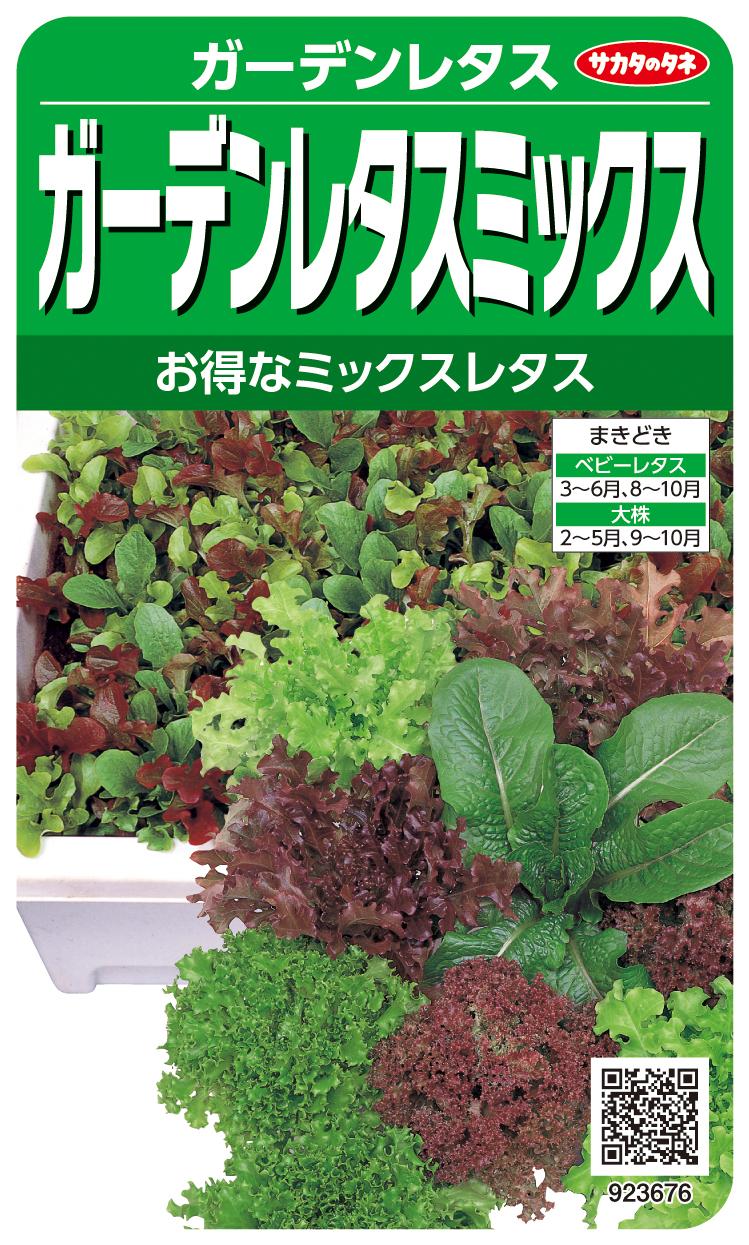 ガーデンレタス
サカタのタネ
ガーデンレタスミックス
お得なミックスレタス
まきどき
ベビーレタス
3〜6月、8〜10月
大株
2〜5月、9〜10月
923676